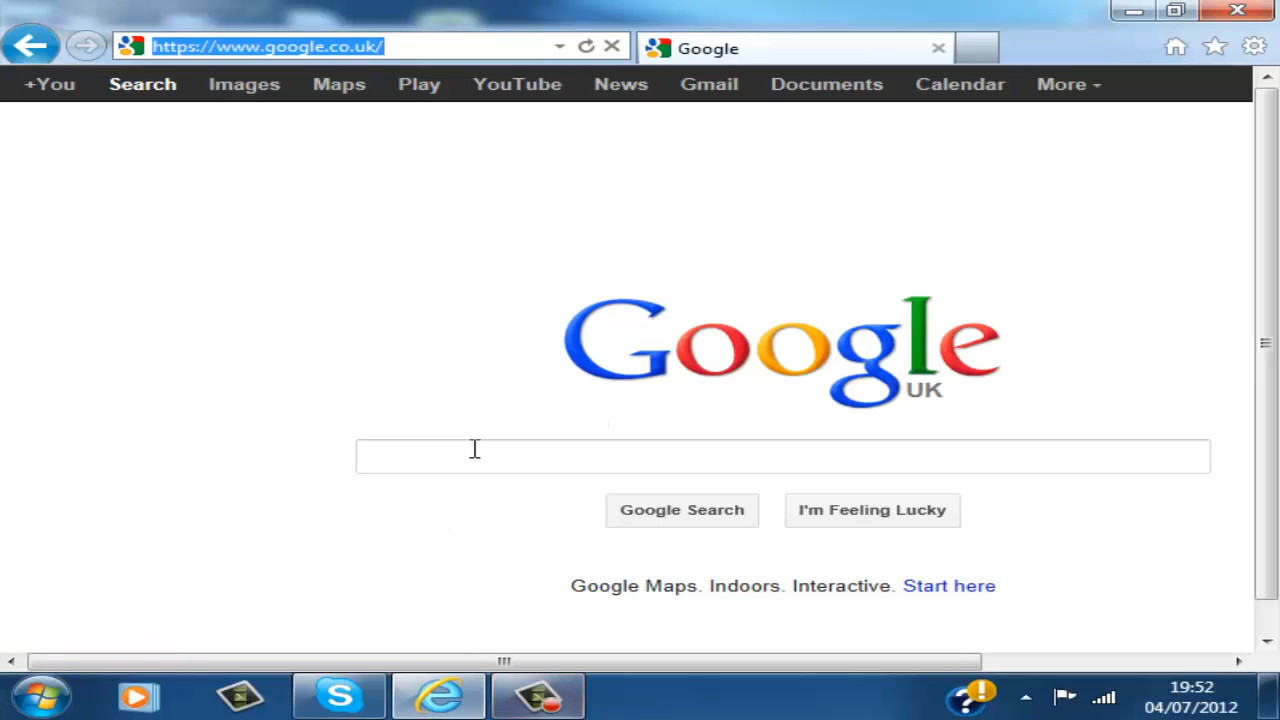 https://www.google.co.uk/
Google
+You Search Images Maps Play YouTube News Gmail Documents Calendar More
Google
UK
Google Search I'm Feeling Lucky
Google Maps. Indoors. Interactive. Start here
19:52
04/07/2012